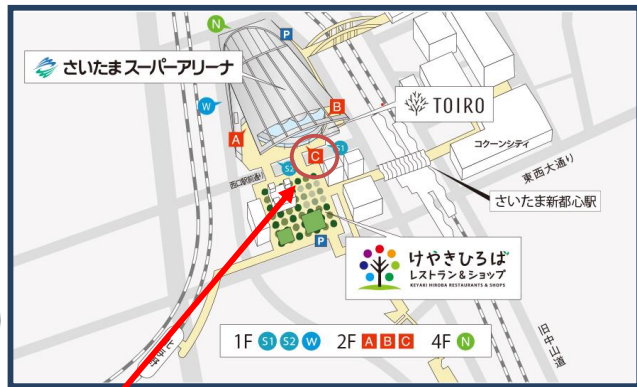 N
P
さいたまスーパーアリーナ
W
B
TOIRO
A
S1
C
コクーンシティ
S2
東西大通り
さいたま新都心駅
P
けやきひろば
レストラン&ショップ
KEYAKI HIROBA RESTAURANTS & SHOPS
1F S1 S2 W 2F A B C 4F N
旧中山道